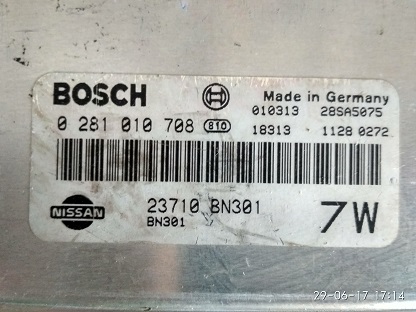 BOSCH
Made in Germany
010313 28SA5075
0 281 010 708 810
18313 1128 0272
NISSAN
23710 BN301
BN301
7W
29-06-17 17:14